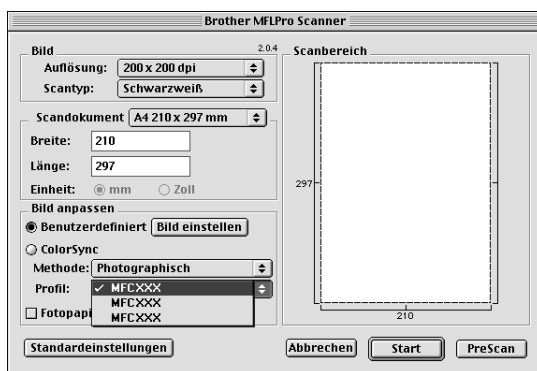 Brother MFLPro Scanner
Bild 2.0.4
Auflösung: 200 x 200 dpi
Scantyp: Schwarzweiß
Scandokument A4 210 x 297 mm
Breite: 210
Länge: 297
Einheit: mm Zoll
Bild anpassen
Benutzerdefiniert Bild einstellen
ColorSync
Methode: Photographisch
Profil: MFCXXX
MFCXXX
Fotopapi MFCXXX
Scanbereich
297
210
Standardeinstellungen Abbrechen Start PreScan